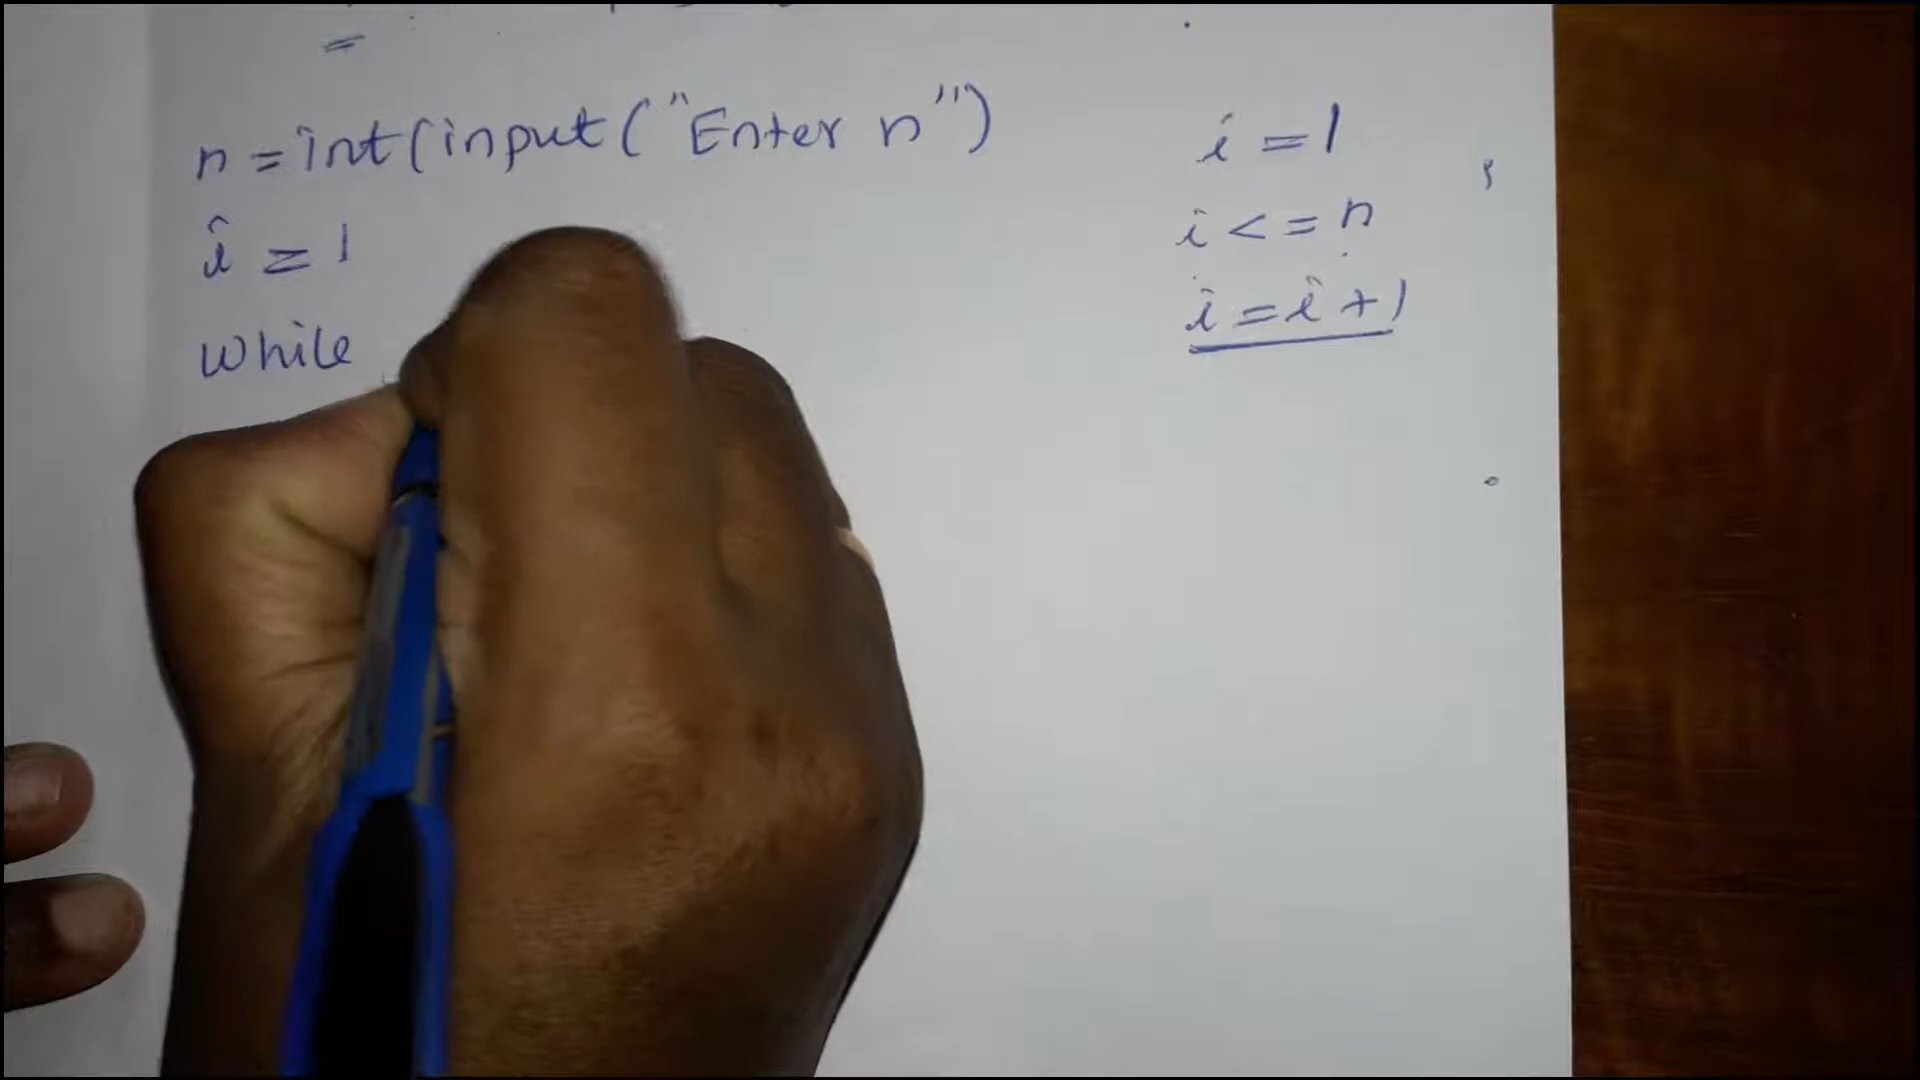 n = int(input("Enter n")
i = 1
while
i = 1
i <= n
i = i + 1